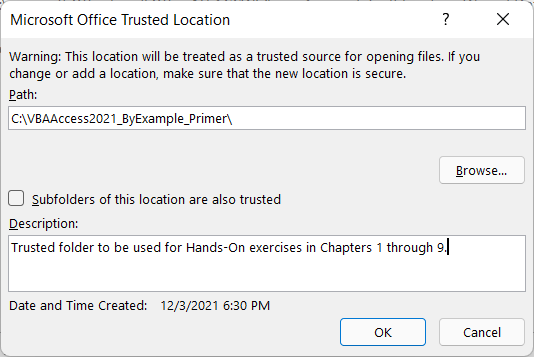 Microsoft Office Trusted Location ? ×
Warning: This location will be treated as a trusted source for opening files. If you
change or add a location, make sure that the new location is secure.
Path:
C:\VBAAccess2021_ByExample_Primer\
Browse...
Subfolders of this location are also trusted
Description:
Trusted folder to be used for Hands-On exercises in Chapters 1 through 9.
Date and Time Created: 12/3/2021 6:30 PM
OK Cancel